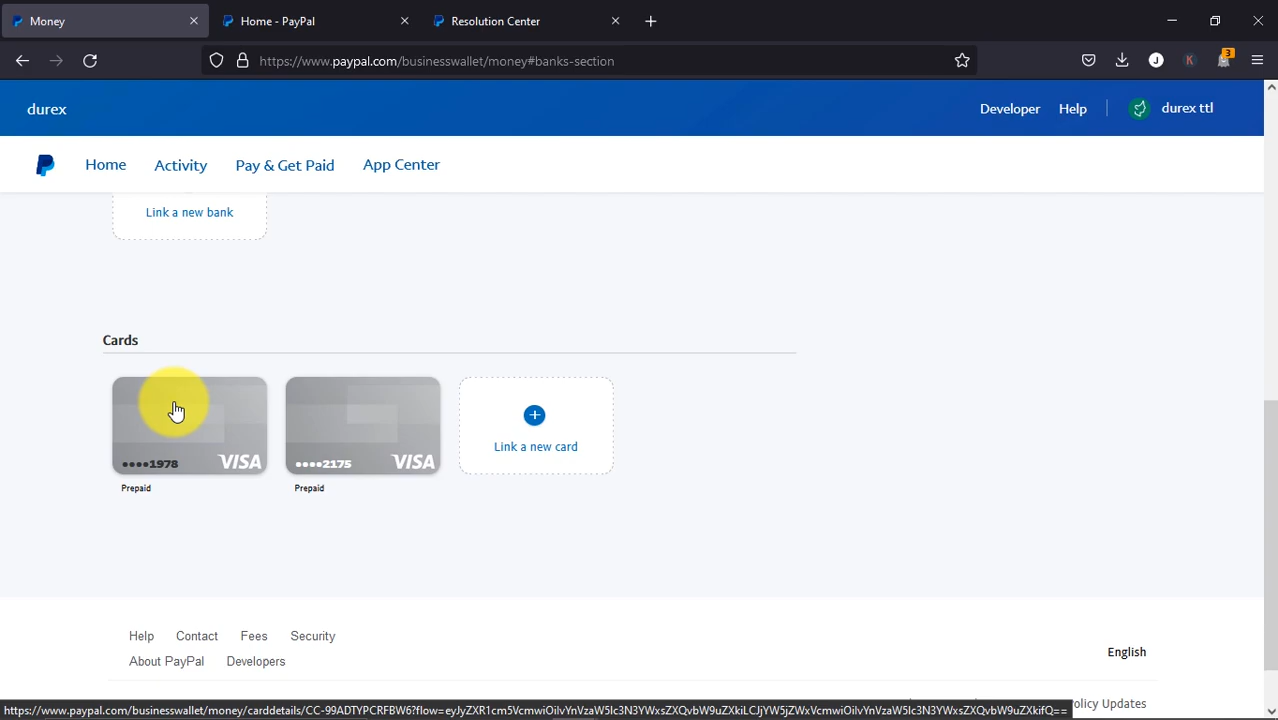 Money
Home - PayPal
Resolution Center
https://www.paypal.com/businesswallet/money#banks-section
J
K
3
durex
Developer
Help
durex ttl
Home
Activity
Pay & Get Paid
App Center
Link a new bank
Cards
••••1978 VISA
••••2175 VISA
Link a new card
Prepaid
Prepaid
Help
Contact
Fees
Security
English
About PayPal
Developers
olicy Updates